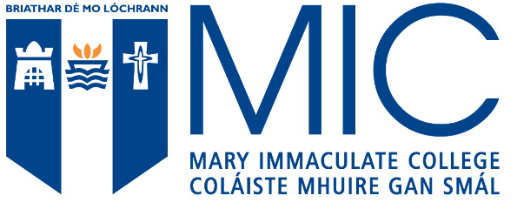 BRIATHAR DÉ MO LÓCHRANN
MIC
MARY IMMACULATE COLLEGE
COLÁISTE MHUIRE GAN SMÁL